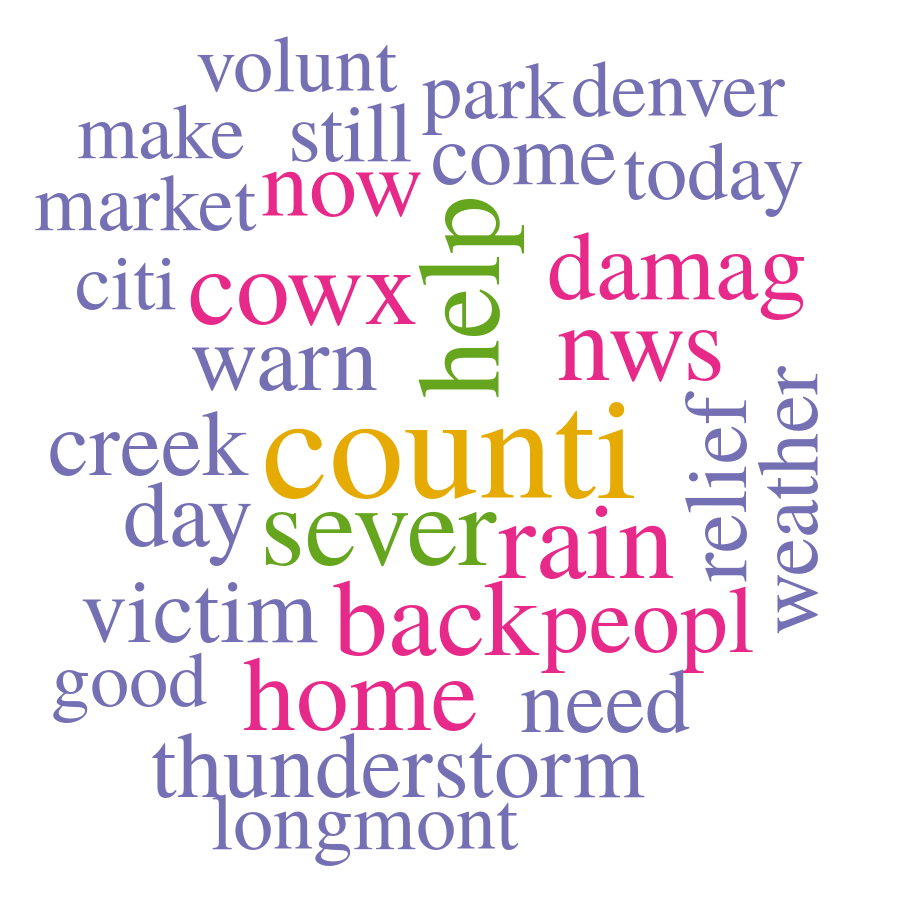 volunt
park denver
make still
come today
market now
help
citi cowx damag
warn nws
relief weather
creek counti
day sever rain
victim back peopl
good home need
thunderstorm
longmont